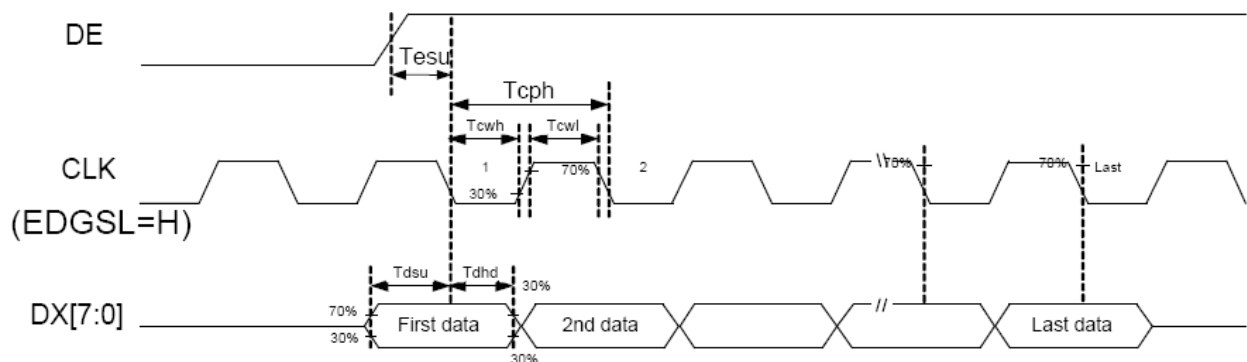 DE
Tesu
Tcph
Tcwh
Tcwl
CLK
1
70%
2
70%
70%
Last
30%
(EDGSL=H)
Tdsu
Tdhd
30%
DX[7:0]
70%
30%
First data
2nd data
//
Last data
30%